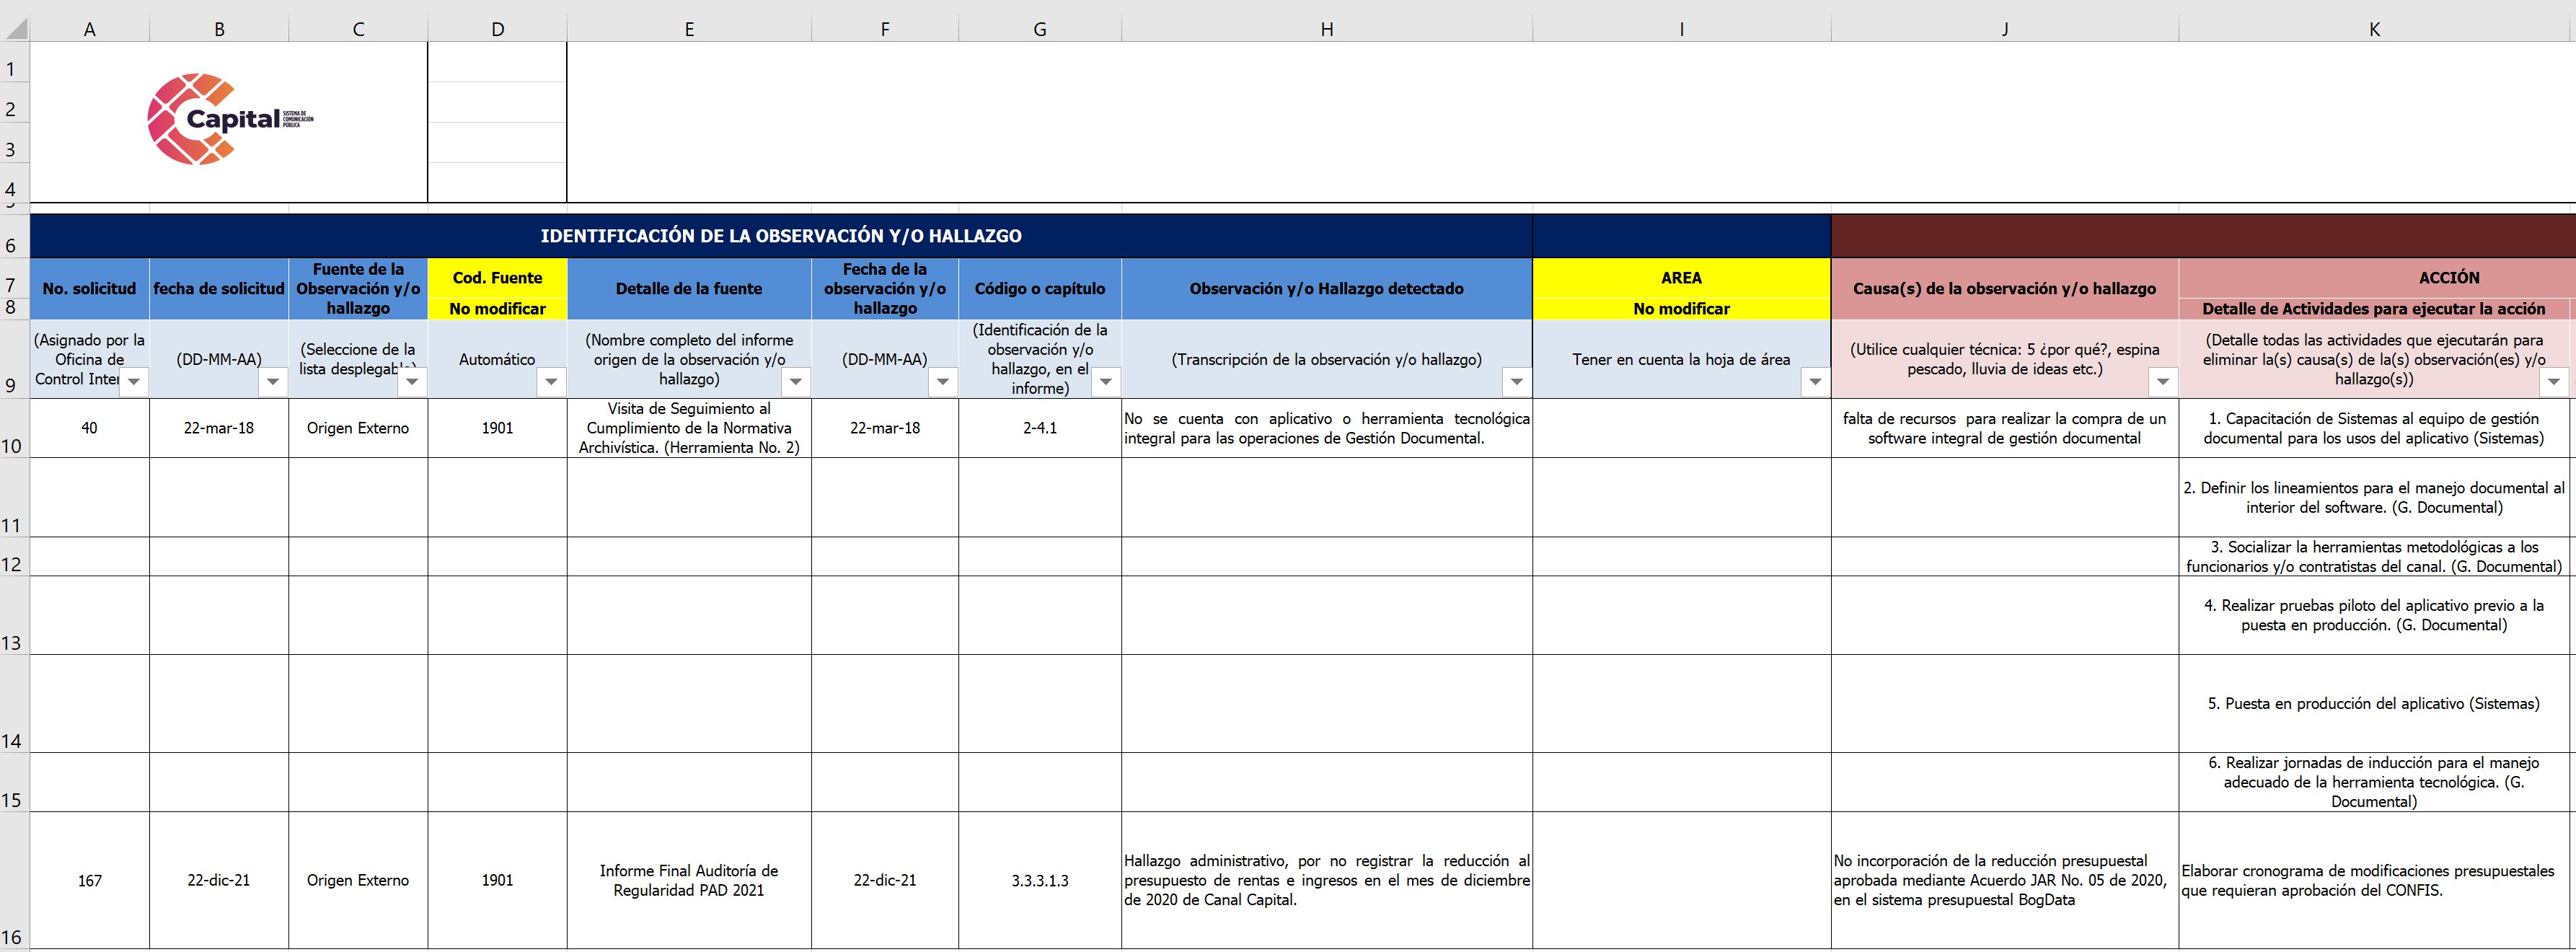 A B C D E F G H I J K
1
2
3
4
Capital SISTEMA DE
COMUNICACIÓN
PÚBLICA
6
IDENTIFICACIÓN DE LA OBSERVACIÓN Y/O HALLAZGO
7
8
No. solicitud
fecha de solicitud
Fuente de la
Observación y/o
hallazgo
Cod. Fuente
No modificar
Detalle de la fuente
Fecha de la
observación y/o
hallazgo
Código o capítulo
Observación y/o Hallazgo detectado
AREA
No modificar
Causa(s) de la observación y/o hallazgo
ACCIÓN
Detalle de Actividades para ejecutar la acción
9
(Asignado por la
Oficina de
Control Inter
(DD-MM-AA)
(Seleccione de la
lista desplegable)
Automático
(Nombre completo del informe
origen de la observación y/o
hallazgo)
(DD-MM-AA)
(Identificación de la
observación y/o
hallazgo, en el
informe)
(Transcripción de la observación y/o hallazgo)
Tener en cuenta la hoja de área
(Utilice cualquier técnica: 5 ¿por qué?, espina
pescado, lluvia de ideas etc.)
(Detalle todas las actividades que ejecutarán para
eliminar la(s) causa(s) de la(s) observación(es) y/o
hallazgo(s))
10
40
22-mar-18
Origen Externo
1901
Visita de Seguimiento al
Cumplimiento de la Normativa
Archivística. (Herramienta No. 2)
22-mar-18
2-4.1
No se cuenta con aplicativo o herramienta tecnológica
integral para las operaciones de Gestión Documental.
falta de recursos para realizar la compra de un
software integral de gestión documental
1. Capacitación de Sistemas al equipo de gestión
documental para los usos del aplicativo (Sistemas)
11
2. Definir los lineamientos para el manejo documental al
interior del software. (G. Documental)
12
3. Socializar la herramientas metodológicas a los
funcionarios y/o contratistas del canal. (G. Documental)
13
4. Realizar pruebas piloto del aplicativo previo a la
puesta en producción. (G. Documental)
14
5. Puesta en producción del aplicativo (Sistemas)
15
6. Realizar jornadas de inducción para el manejo
adecuado de la herramienta tecnológica. (G.
Documental)
16
167
22-dic-21
Origen Externo
1901
Informe Final Auditoría de
Regularidad PAD 2021
22-dic-21
3.3.3.1.3
Hallazgo administrativo, por no registrar la reducción al
presupuesto de rentas e ingresos en el mes de diciembre
de 2020 de Canal Capital.
No incorporación de la reducción presupuestal
aprobada mediante Acuerdo JAR No. 05 de 2020,
en el sistema presupuestal BogData
Elaborar cronograma de modificaciones presupuestales
que requieran aprobación del CONFIS.